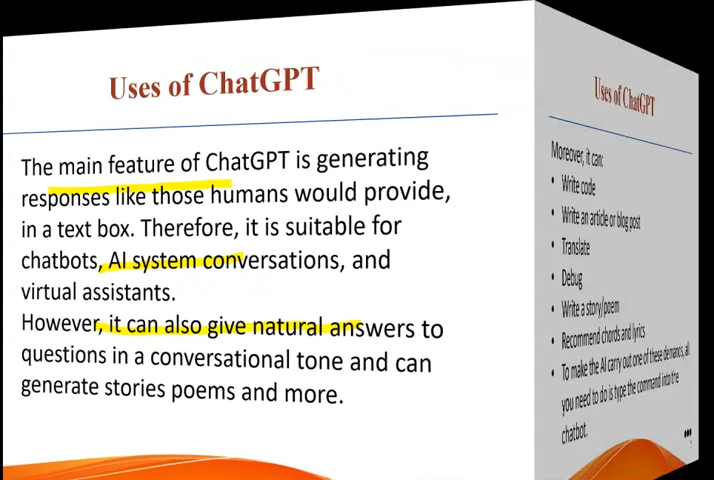 Uses of ChatGPT
The main feature of ChatGPT is generating
responses like those humans would provide,
in a text box. Therefore, it is suitable for
chatbots, AI system conversations, and
virtual assistants.
However, it can also give natural answers to
questions in a conversational tone and can
generate stories poems and more.
Uses of ChatGPT
Moreover, it can:
• Write code
• Write an article or blog post
• Translate
• Debug
• Write a story/poem
• Recommend chords and lyrics
• To make the AI carry out one of these demands, all
you need to do is type the command into the
chatbot.